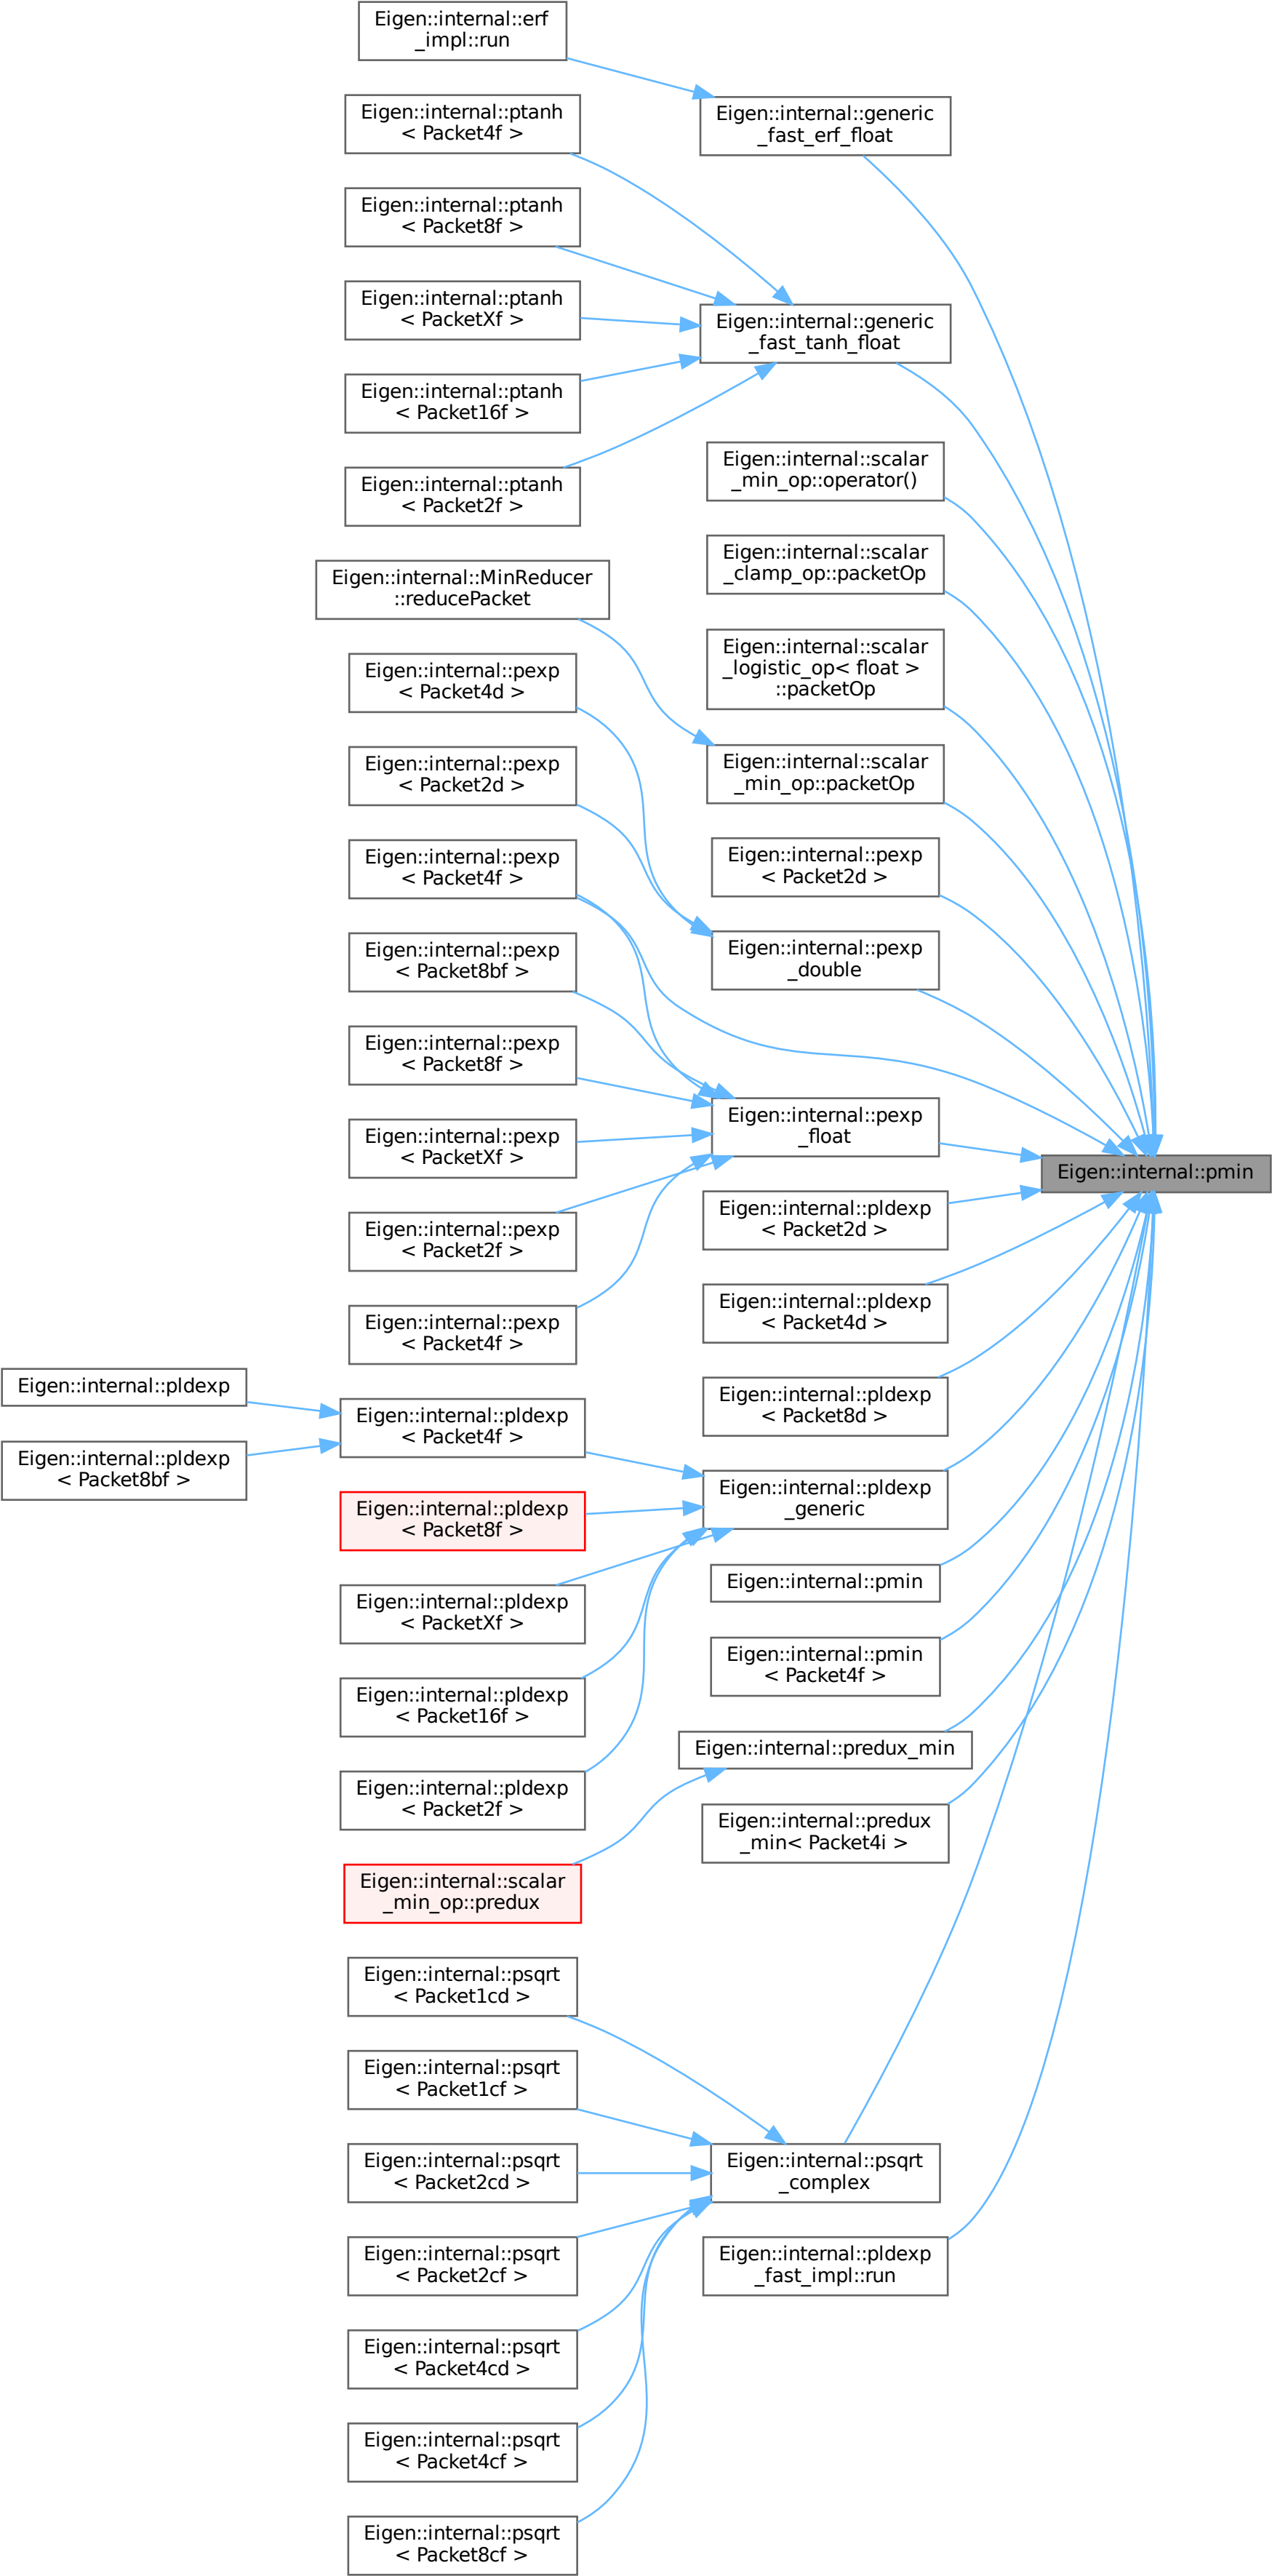 Eigen::internal::erf
_impl::run
Eigen::internal::generic
_fast_erf_float
Eigen::internal::ptanh
< Packet4f >
Eigen::internal::ptanh
< Packet8f >
Eigen::internal::ptanh
< PacketXf >
Eigen::internal::generic
_fast_tanh_float
Eigen::internal::ptanh
< Packet16f >
Eigen::internal::ptanh
< Packet2f >
Eigen::internal::scalar
_min_op::operator()
Eigen::internal::scalar
_clamp_op::packetOp
Eigen::internal::MinReducer
::reducePacket
Eigen::internal::scalar
_logistic_op< float >
::packetOp
Eigen::internal::pexp
< Packet4d >
Eigen::internal::scalar
_min_op::packetOp
Eigen::internal::pexp
< Packet2d >
Eigen::internal::pexp
< Packet2d >
Eigen::internal::pexp
< Packet4f >
Eigen::internal::pexp
_double
Eigen::internal::pexp
< Packet8bf >
Eigen::internal::pexp
< Packet8f >
Eigen::internal::pexp
_float
Eigen::internal::pexp
< PacketXf >
Eigen::internal::pmin
Eigen::internal::pldexp
< Packet2d >
Eigen::internal::pexp
< Packet2f >
Eigen::internal::pldexp
< Packet4d >
Eigen::internal::pexp
< Packet4f >
Eigen::internal::pldexp
Eigen::internal::pldexp
< Packet8d >
Eigen::internal::pldexp
< Packet4f >
Eigen::internal::pldexp
< Packet8bf >
Eigen::internal::pldexp
_generic
Eigen::internal::pldexp
< Packet8f >
Eigen::internal::pmin
Eigen::internal::pldexp
< PacketXf >
Eigen::internal::pmin
< Packet4f >
Eigen::internal::pldexp
< Packet16f >
Eigen::internal::predux_min
Eigen::internal::pldexp
< Packet2f >
Eigen::internal::predux
_min< Packet4i >
Eigen::internal::scalar
_min_op::predux
Eigen::internal::psqrt
< Packet1cd >
Eigen::internal::psqrt
< Packet1cf >
Eigen::internal::psqrt
< Packet2cd >
Eigen::internal::psqrt
_complex
Eigen::internal::psqrt
< Packet2cf >
Eigen::internal::pldexp
_fast_impl::run
Eigen::internal::psqrt
< Packet4cd >
Eigen::internal::psqrt
< Packet4cf >
Eigen::internal::psqrt
< Packet8cf >